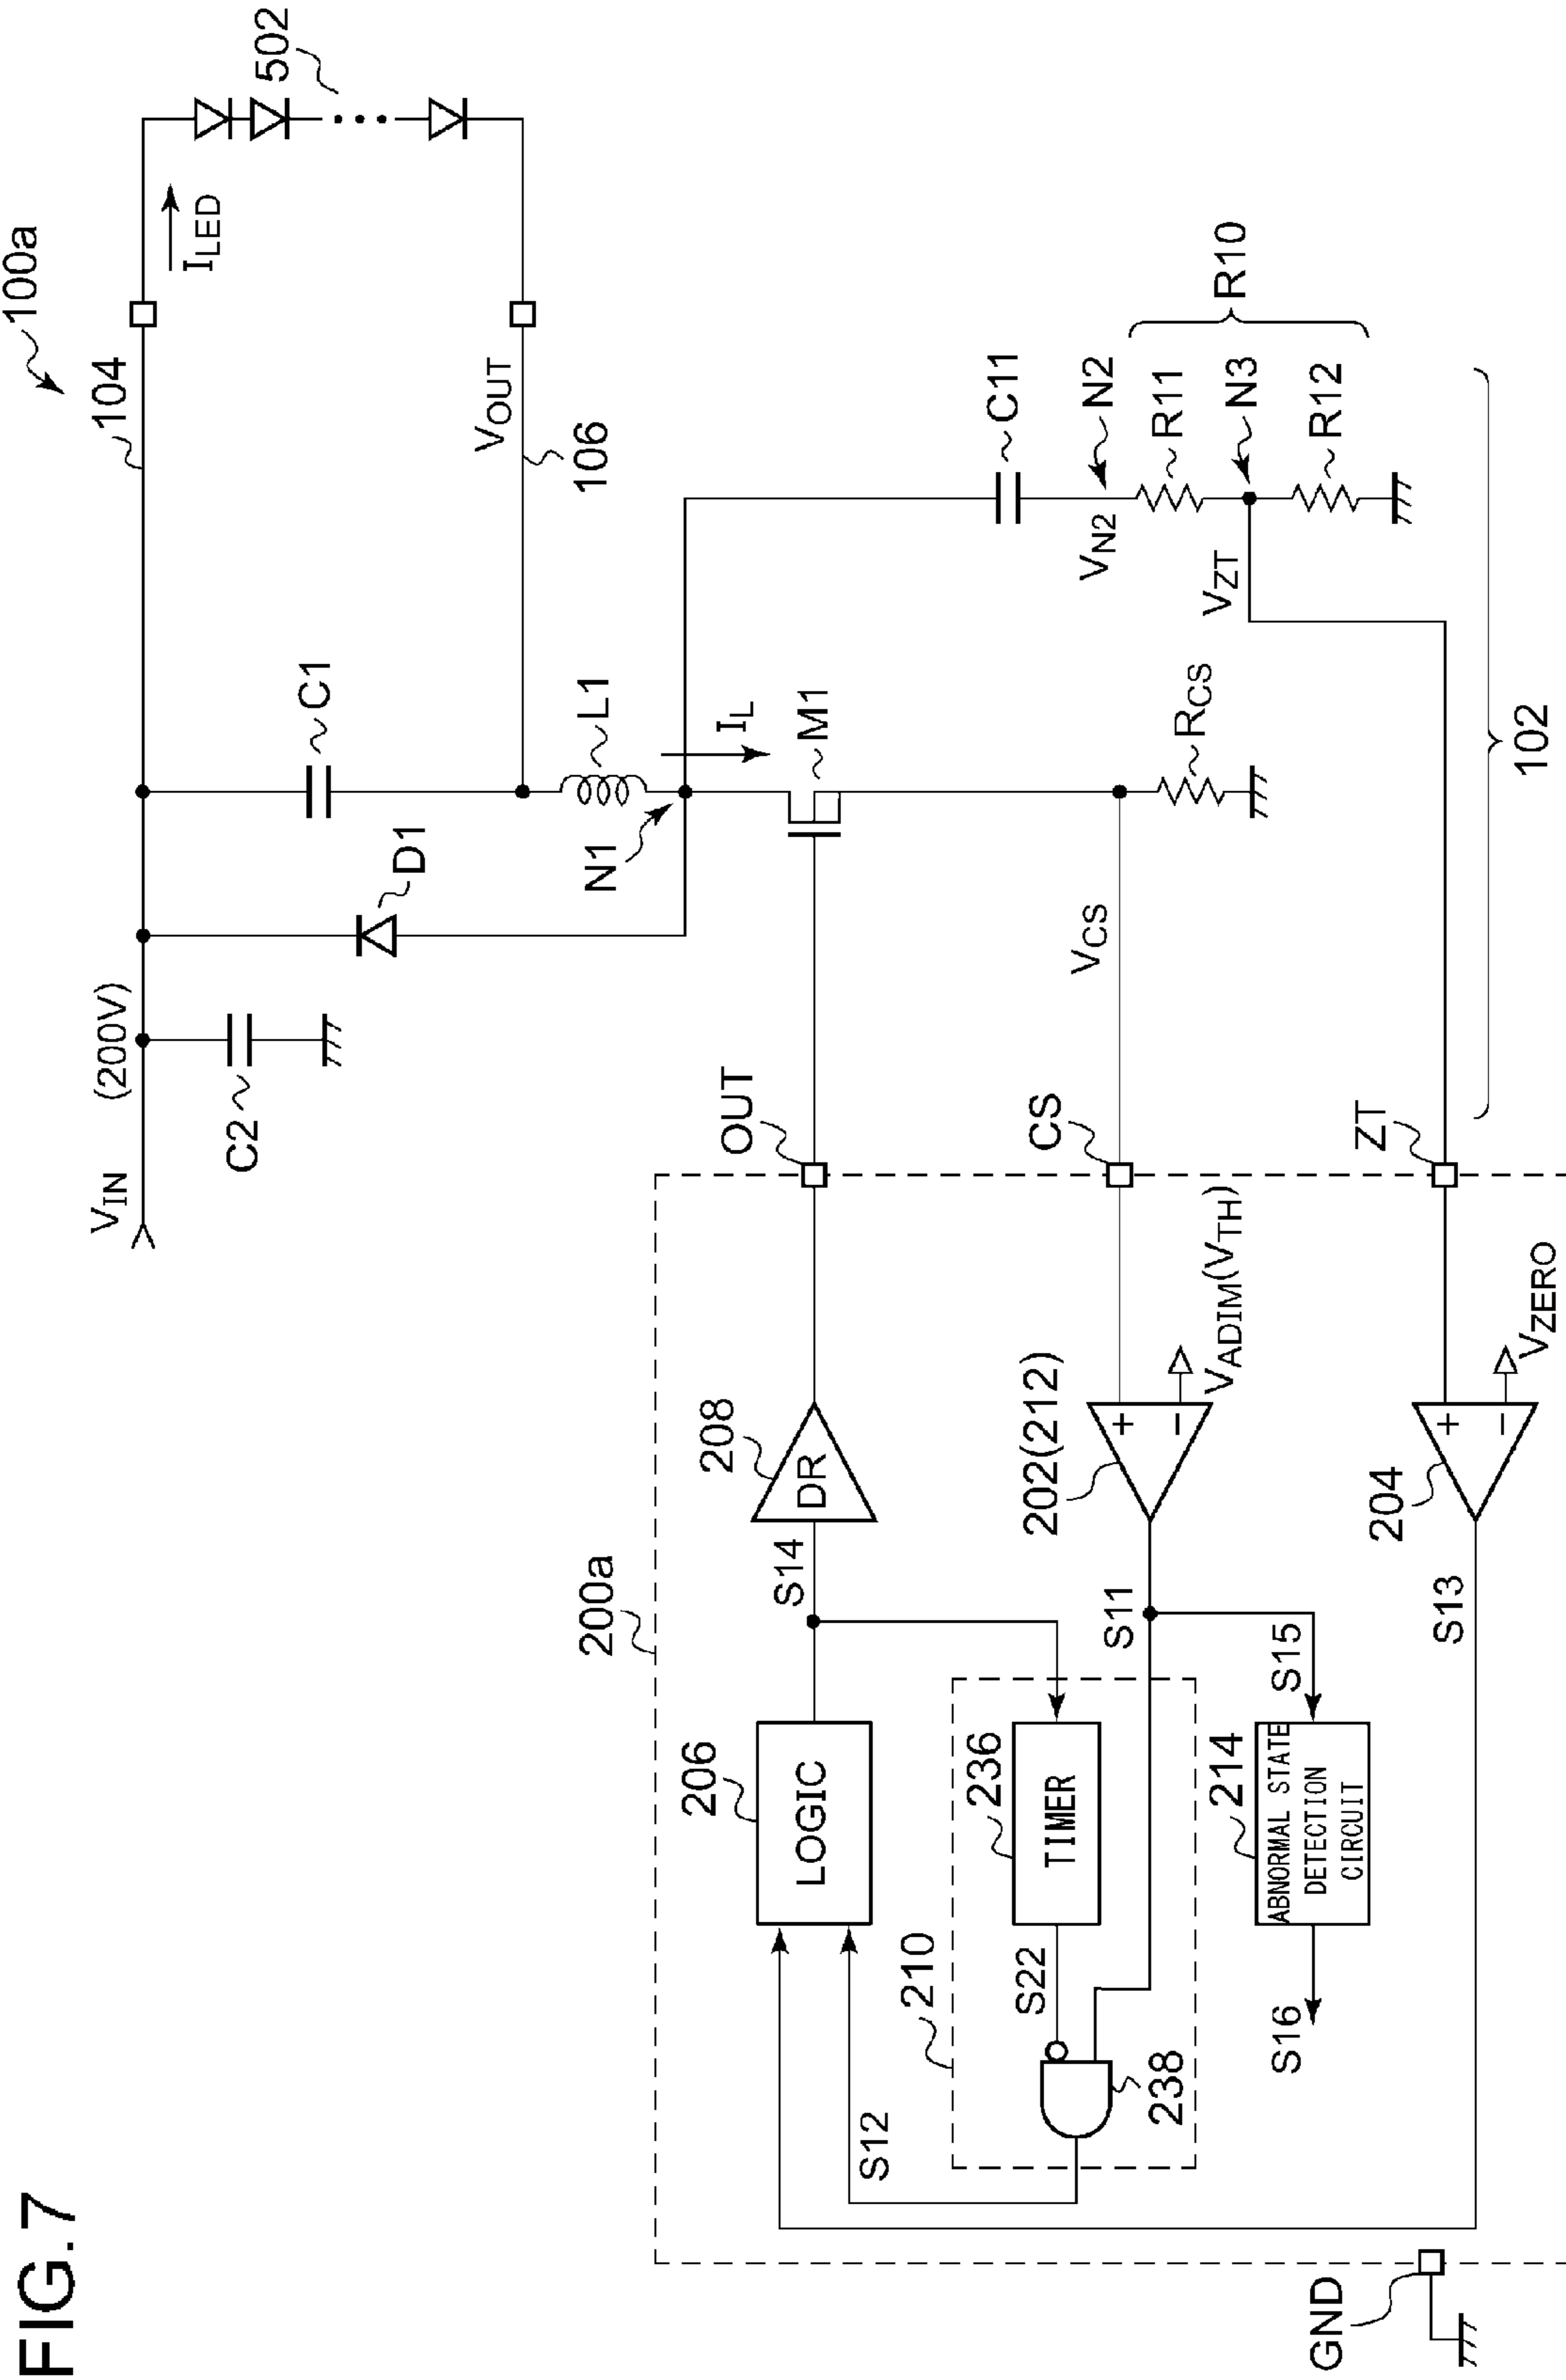 FIG.7
100a
VIN
(200V)
104
ILED
502
C2
D1
C1
VOUT
106
L1
N1
IL
M1
C11
N2
VN2
R11
R10
N3
VZT
R12
RCS
VCS
102
200a
OUT
CS
ZT
GND
206
LOGIC
S14
208
DR
210
236
TIMER
S22
238
S12
S11
202(212)
+
−
VADIM(VTH)
S15
214
ABNORMAL STATE
DETECTION
CIRCUIT
S16
S13
204
+
−
VZERO